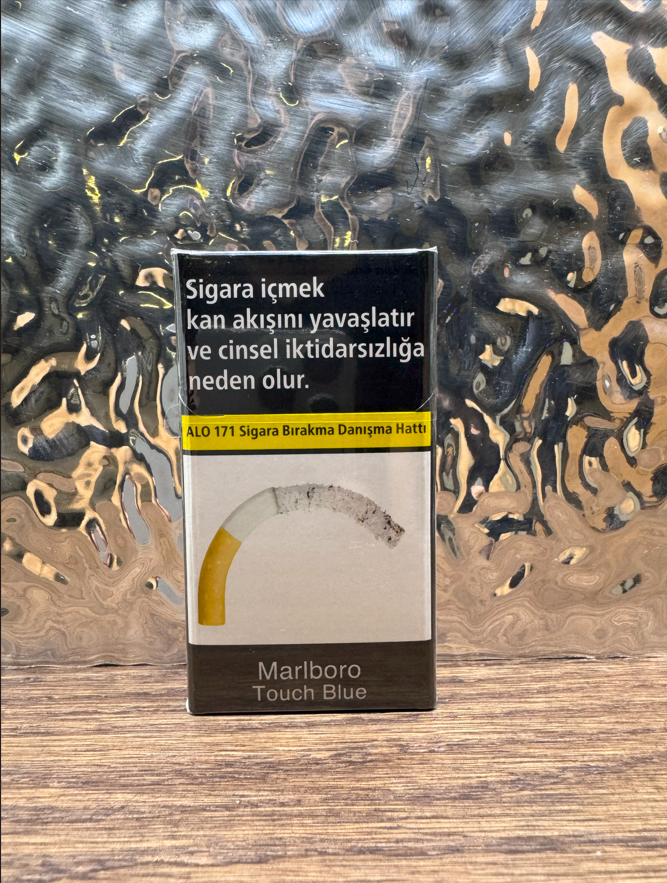 Sigara içmek
kan akışını yavaşlatır
ve cinsel iktidarsızlığa
neden olur.
ALO 171 Sigara Bırakma Danışma Hattı
Marlboro
Touch Blue